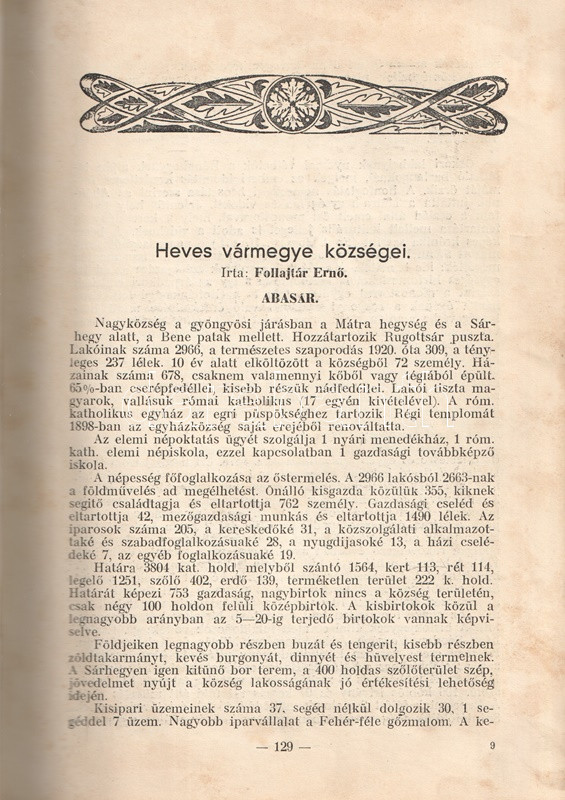 Heves vármegye községei.
Irta: Follajtár Ernő.
ABASÁR.
Nagyközség a gyöngyösi járásban a Mátra hegység és a Sár-
hegy alatt, a Bene patak mellett. Hozzátartozik Rugottsár puszta.
Lakóinak száma 2966, a természetes szaporodás 1920. óta 309, a tény-
leges 237 lélek. 10 év alatt elköltözött a községből 72 személy. Há-
zainak száma 678, csaknem valamennyi kőből vagy téglából épült.
65%-ban cserépfedéllel, kisebb részük nádfedéllel. Lakói tiszta ma-
gyarok, vallásuk római katholikus (17 egyén kivételével). A róm.
katholikus egyház az egri püspökséghez tartozik Régi templomát
1898-ban az egyházközség saját erejéből renováltatta.
Az elemi népoktatás ügyét szolgálja 1 nyári menedékház, 1 róm.
kath. elemi népiskola, ezzel kapcsolatban 1 gazdasági továbbképző
iskola.
A népesség főfoglalkozása az őstermelés. A 2966 lakósból 2663-nak
a földmüvelés ad megélhetést. Önálló kisgazda közülük 355, kiknek
segitő családtagja és eltartottja 762 személy. Gazdasági cseléd és
eltartottja 42, mezőgazdasági munkás és eltartottja 1490 lélek. Az
iparosok száma 205, a kereskedőké 31, a közszolgálati alkalmazot-
také és szabadfoglalkozásuaké 28, a nyugdijasoké 13, a házi cselé-
deké 7, az egyéb foglalkozásuaké 19.
Határa 3804 kat. hold, melyből szántó 1564, kert 113, rét 114,
legelő 1251, szőlő 402, erdő 139, terméketlen terület 222 k. hold.
Határát képezi 753 gazdaság, nagybirtok nincs a község területén,
csak négy 100 holdon felüli középbirtok. A kisbirtokok közül a
legnagyobb arányban az 5—20-ig terjedő birtokok vannak képvi-
selve.
Földjeiken legnagyobb részben buzát és tengerit, kisebb részben
zöldtakarmányt, kevés burgonyát, dinnyét és hüvelyest termelnek.
A Sárhegyen igen kitünő bor terem, a 400 holdas szőlőterület szép,
jövedelmet nyújt a község lakosságának jó értékesitési lehetőség
idején.
Kisipari üzemeinek száma 37, segéd nélkül dolgozik 30, 1 se-
géddel 7 üzem. Nagyobb iparvállalat a Fehér-féle gőzmalom. A ke-
— 129 — 9